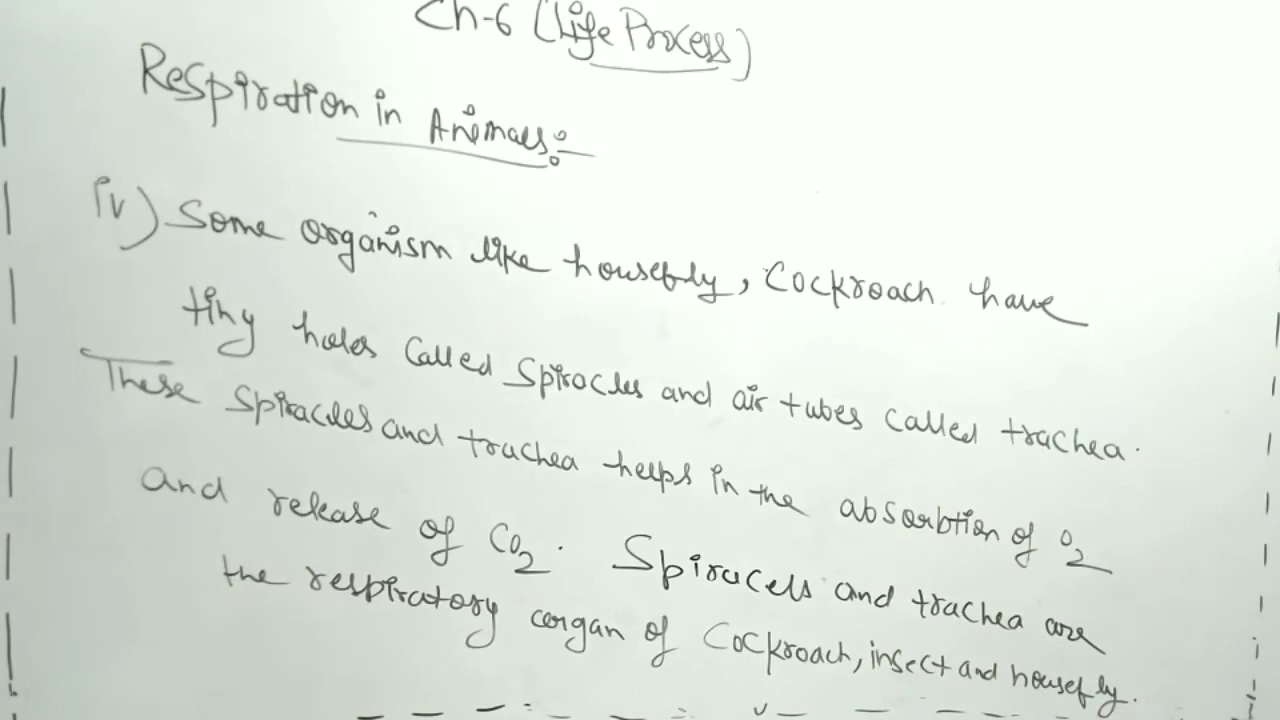 Ch-6 (Life Process)
Respiration in Animals:-
iv) Some organism like housefly, Cockroach have
tiny holes called Spirocles and air tubes called trachea.
These Spiracles and trachea helps in the absorbtion of O2
and release of CO2. Spiracels and trachea are
the respiratory organ of Cockroach, insect and housefly.